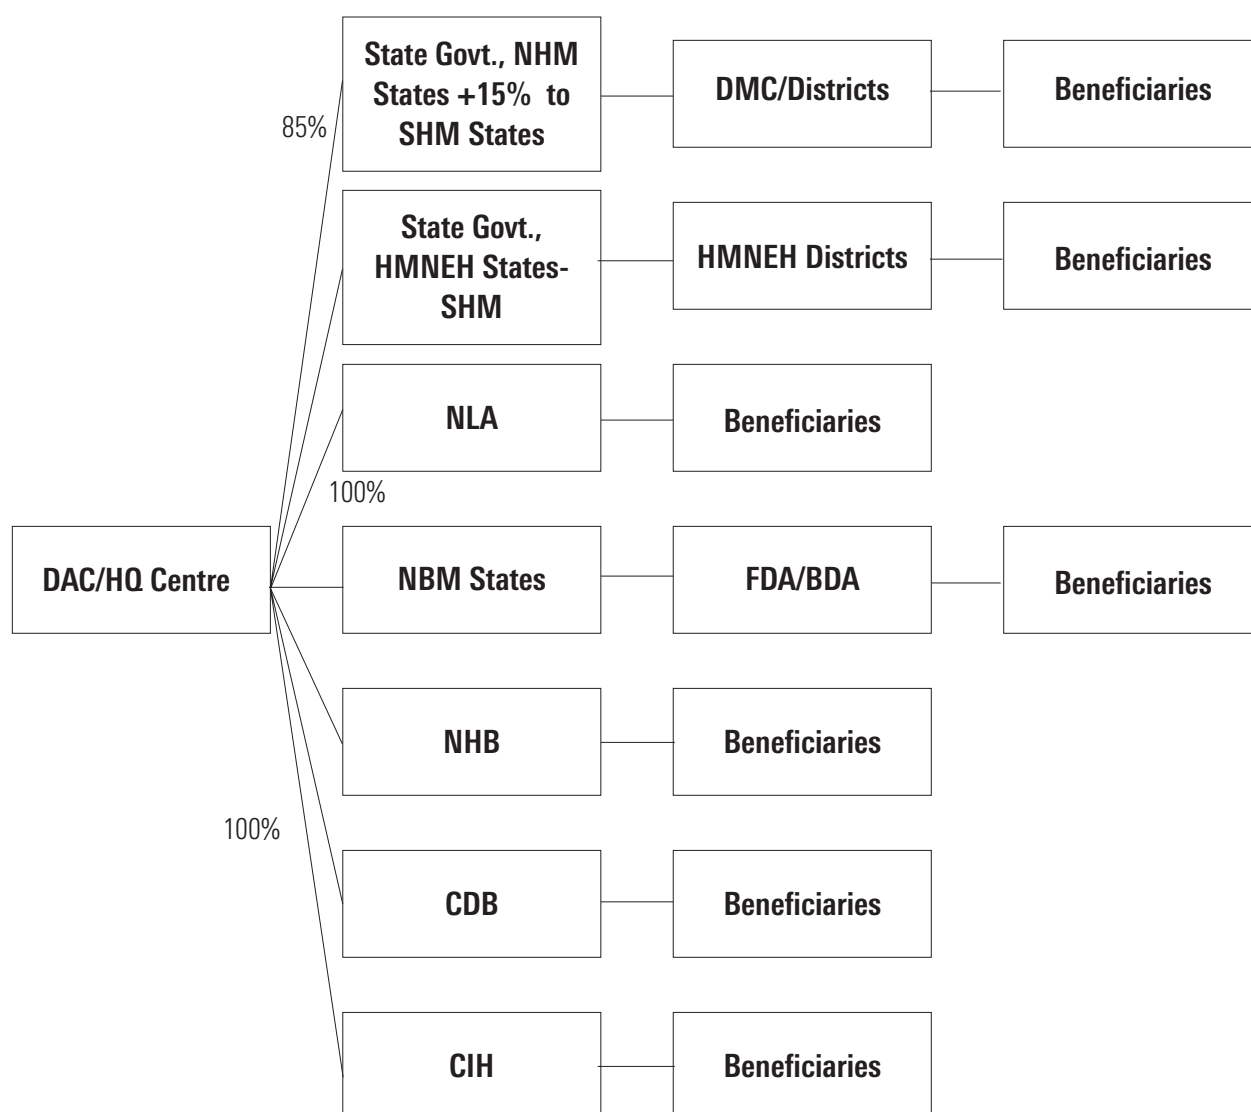 State Govt., NHM
States +15% to
SHM States
DMC/Districts
Beneficiaries
85%
State Govt.,
HMNEH States-
SHM
HMNEH Districts
Beneficiaries
NLA
Beneficiaries
100%
DAC/HQ Centre
NBM States
FDA/BDA
Beneficiaries
NHB
Beneficiaries
100%
CDB
Beneficiaries
CIH
Beneficiaries